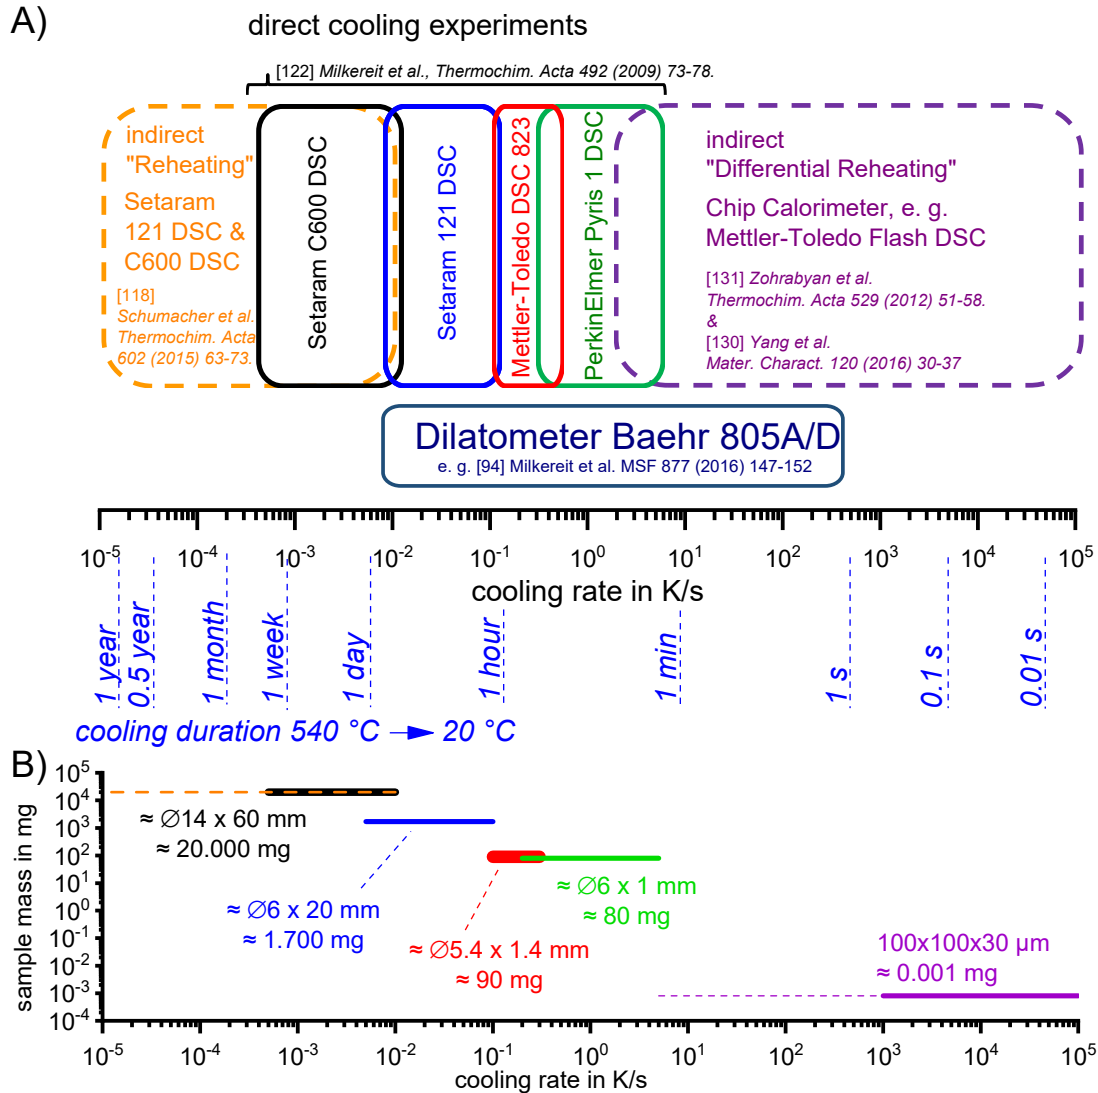 A)
direct cooling experiments
[122] Milkereit et al., Thermochim. Acta 492 (2009) 73-78.
indirect
"Reheating"
Setaram
121 DSC &
C600 DSC
[118]
Schumacher et al.
Thermochim. Acta
602 (2015) 63-73.
Setaram C600 DSC
Setaram 121 DSC
Mettler-Toledo DSC 823
PerkinElmer Pyris 1 DSC
indirect
"Differential Reheating"
Chip Calorimeter, e. g.
Mettler-Toledo Flash DSC
[131] Zohrabyan et al.
Thermochim. Acta 529 (2012) 51-58.
&
[130] Yang et al.
Mater. Charact. 120 (2016) 30-37
Dilatometer Baehr 805A/D
e. g. [94] Milkereit et al. MSF 877 (2016) 147-152
10⁻⁵ 10⁻⁴ 10⁻³ 10⁻² 10⁻¹ 10⁰ 10¹ 10² 10³ 10⁴ 10⁵
cooling rate in K/s
1 year
0.5 year
1 month
1 week
1 day
1 hour
1 min
1 s
0.1 s
0.01 s
cooling duration 540 °C → 20 °C
B)
sample mass in mg
10⁵
10⁴
10³
10²
10¹
10⁰
10⁻¹
10⁻²
10⁻³
10⁻⁴
≈ ∅14 x 60 mm
≈ 20.000 mg
≈ ∅6 x 20 mm
≈ 1.700 mg
≈ ∅5.4 x 1.4 mm
≈ 90 mg
≈ ∅6 x 1 mm
≈ 80 mg
100x100x30 µm
≈ 0.001 mg
10⁻⁵ 10⁻⁴ 10⁻³ 10⁻² 10⁻¹ 10⁰ 10¹ 10² 10³ 10⁴ 10⁵
cooling rate in K/s